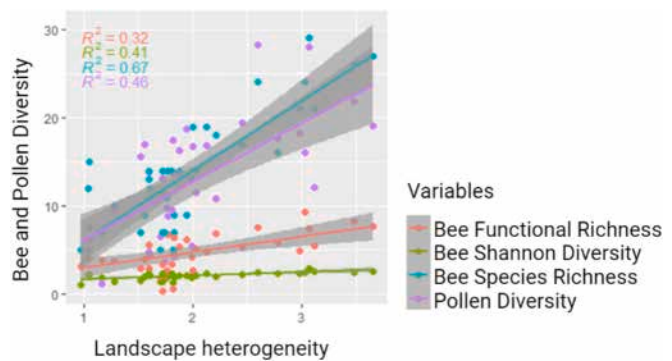 30
R² = 0.32
R² = 0.41
R² = 0.67
R² = 0.46
20
10
0
Bee and Pollen Diversity
1
2
3
Landscape heterogeneity
Variables
Bee Functional Richness
Bee Shannon Diversity
Bee Species Richness
Pollen Diversity